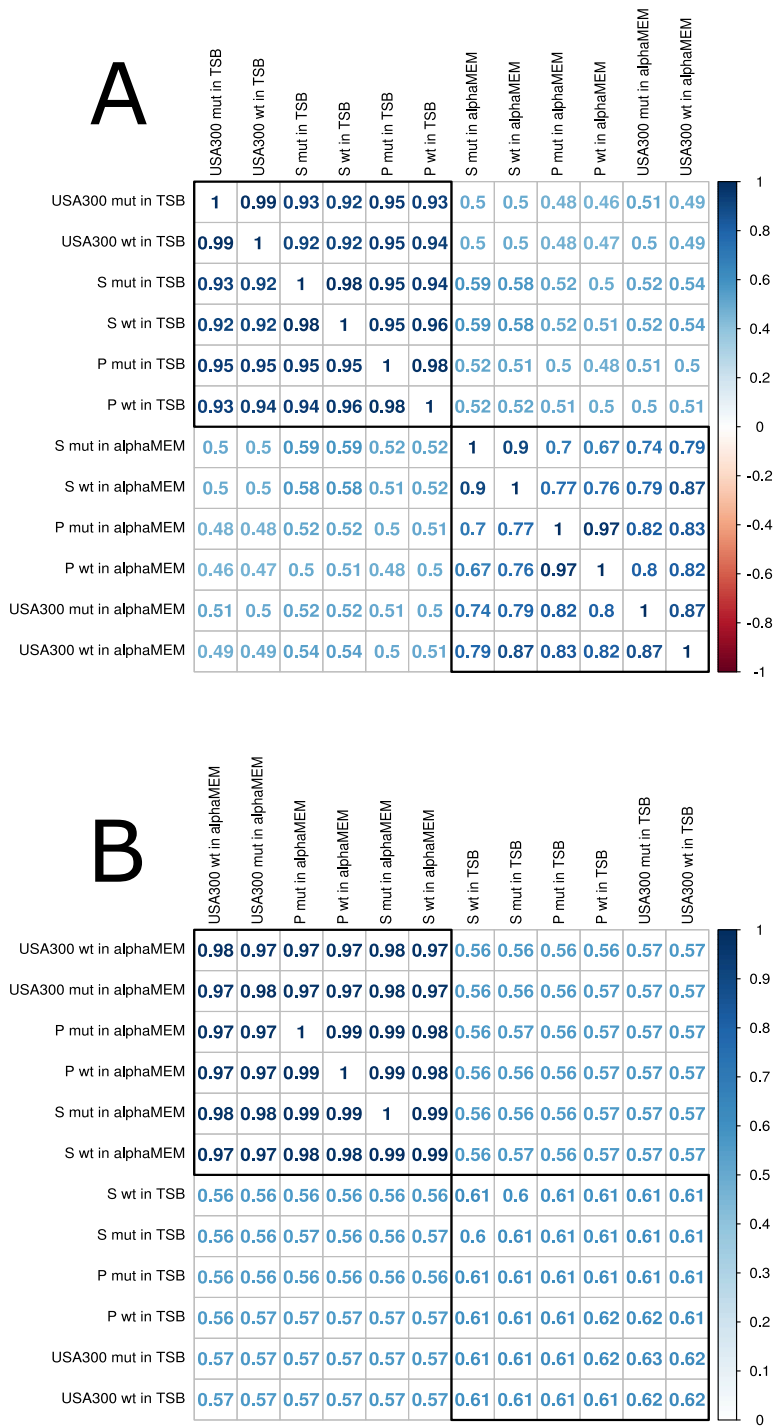 A
USA300 mut in TSB
USA300 wt in TSB
S mut in TSB
S wt in TSB
P mut in TSB
P wt in TSB
S mut in alphaMEM
S wt in alphaMEM
P mut in alphaMEM
P wt in alphaMEM
USA300 mut in alphaMEM
USA300 wt in alphaMEM
USA300 mut in TSB 1 0.99 0.93 0.92 0.95 0.93 0.5 0.5 0.48 0.46 0.51 0.49
USA300 wt in TSB 0.99 1 0.92 0.92 0.95 0.94 0.5 0.5 0.48 0.47 0.5 0.49
S mut in TSB 0.93 0.92 1 0.98 0.95 0.94 0.59 0.58 0.52 0.5 0.52 0.54
S wt in TSB 0.92 0.92 0.98 1 0.95 0.96 0.59 0.58 0.52 0.51 0.52 0.54
P mut in TSB 0.95 0.95 0.95 0.95 1 0.98 0.52 0.51 0.5 0.48 0.51 0.5
P wt in TSB 0.93 0.94 0.94 0.96 0.98 1 0.52 0.52 0.51 0.5 0.5 0.51
S mut in alphaMEM 0.5 0.5 0.59 0.59 0.52 0.52 1 0.9 0.7 0.67 0.74 0.79
S wt in alphaMEM 0.5 0.5 0.58 0.58 0.51 0.52 0.9 1 0.77 0.76 0.79 0.87
P mut in alphaMEM 0.48 0.48 0.52 0.52 0.5 0.51 0.7 0.77 1 0.97 0.82 0.83
P wt in alphaMEM 0.46 0.47 0.5 0.51 0.48 0.5 0.67 0.76 0.97 1 0.8 0.82
USA300 mut in alphaMEM 0.51 0.5 0.52 0.52 0.51 0.5 0.74 0.79 0.82 0.8 1 0.87
USA300 wt in alphaMEM 0.49 0.49 0.54 0.54 0.5 0.51 0.79 0.87 0.83 0.82 0.87 1
1
0.8
0.6
0.4
0.2
0
-0.2
-0.4
-0.6
-0.8
-1
B
USA300 wt in alphaMEM
USA300 mut in alphaMEM
P mut in alphaMEM
P wt in alphaMEM
S mut in alphaMEM
S wt in alphaMEM
S wt in TSB
S mut in TSB
P mut in TSB
P wt in TSB
USA300 mut in TSB
USA300 wt in TSB
USA300 wt in alphaMEM 0.98 0.97 0.97 0.97 0.98 0.97 0.56 0.56 0.56 0.56 0.57 0.57
USA300 mut in alphaMEM 0.97 0.98 0.97 0.97 0.98 0.97 0.56 0.56 0.56 0.57 0.57 0.57
P mut in alphaMEM 0.97 0.97 1 0.99 0.99 0.98 0.56 0.57 0.56 0.57 0.57 0.57
P wt in alphaMEM 0.97 0.97 0.99 1 0.99 0.98 0.56 0.56 0.56 0.57 0.57 0.57
S mut in alphaMEM 0.98 0.98 0.99 0.99 1 0.99 0.56 0.56 0.56 0.57 0.57 0.57
S wt in alphaMEM 0.97 0.97 0.98 0.98 0.99 0.99 0.56 0.57 0.56 0.57 0.57 0.57
S wt in TSB 0.56 0.56 0.56 0.56 0.56 0.56 0.61 0.6 0.61 0.61 0.61 0.61
S mut in TSB 0.56 0.56 0.57 0.56 0.56 0.57 0.6 0.61 0.61 0.61 0.61 0.61
P mut in TSB 0.56 0.56 0.56 0.56 0.56 0.56 0.61 0.61 0.61 0.61 0.61 0.61
P wt in TSB 0.56 0.57 0.57 0.57 0.57 0.57 0.61 0.61 0.61 0.62 0.62 0.61
USA300 mut in TSB 0.57 0.57 0.57 0.57 0.57 0.57 0.61 0.61 0.61 0.62 0.63 0.62
USA300 wt in TSB 0.57 0.57 0.57 0.57 0.57 0.57 0.61 0.61 0.61 0.61 0.62 0.62
1
0.9
0.8
0.7
0.6
0.5
0.4
0.3
0.2
0.1
0